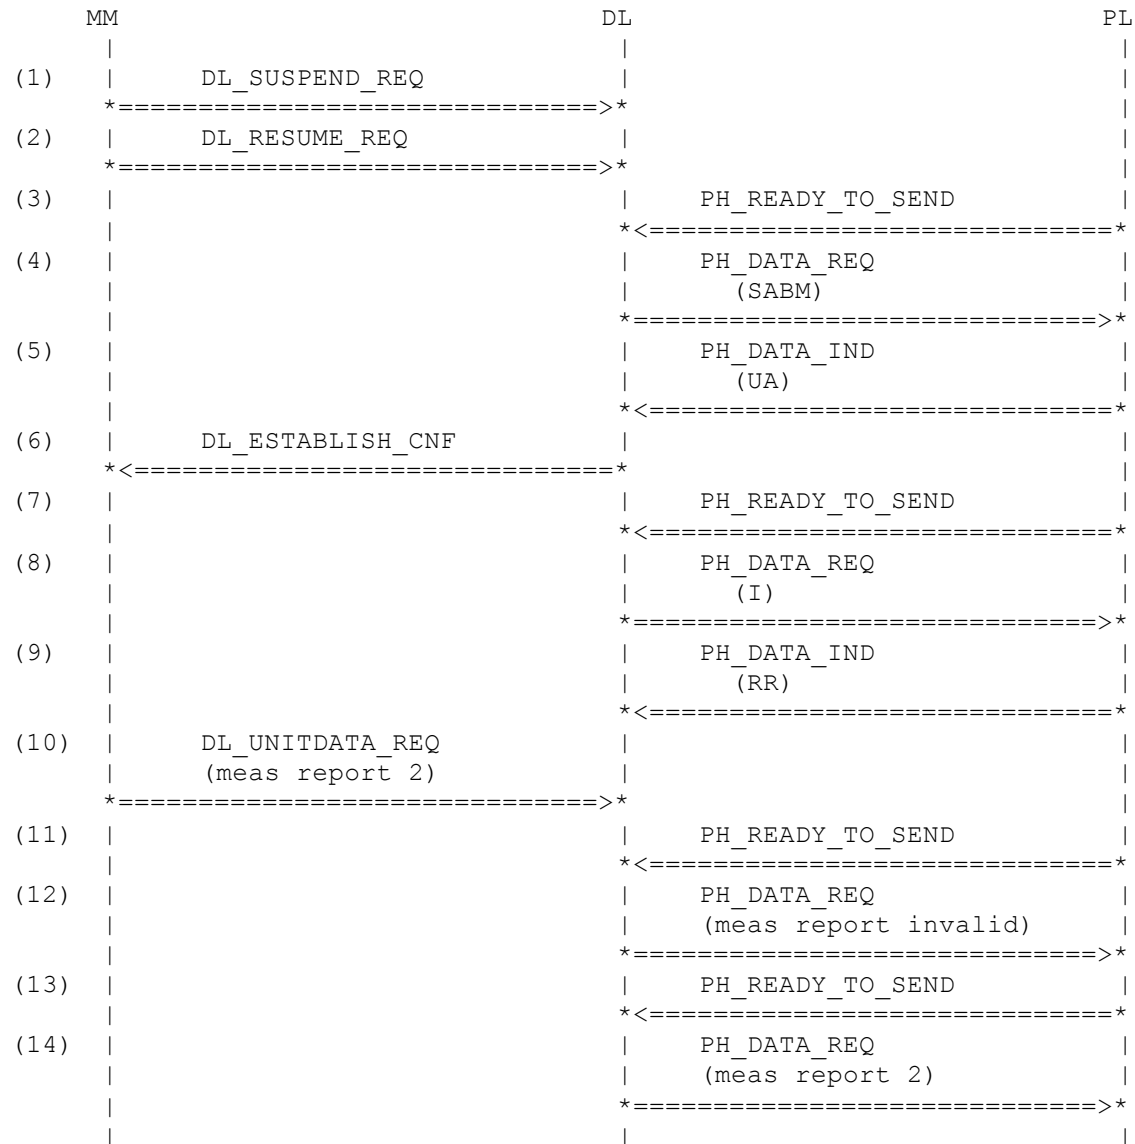 MM DL PL
| | |
(1) | DL_SUSPEND_REQ | |
*==============================>* |
(2) | DL_RESUME_REQ | |
*==============================>* |
(3) | | PH_READY_TO_SEND |
| *<=============================*
(4) | | PH_DATA_REQ |
| | (SABM) |
| *=============================>*
(5) | | PH_DATA_IND |
| | (UA) |
| *<=============================*
(6) | DL_ESTABLISH_CNF | |
*<==============================* |
(7) | | PH_READY_TO_SEND |
| *<=============================*
(8) | | PH_DATA_REQ |
| | (I) |
| *=============================>*
(9) | | PH_DATA_IND |
| | (RR) |
| *<=============================*
(10) | DL_UNITDATA_REQ | |
| (meas report 2) | |
*==============================>* |
(11) | | PH_READY_TO_SEND |
| *<=============================*
(12) | | PH_DATA_REQ |
| | (meas report invalid) |
| *=============================>*
(13) | | PH_READY_TO_SEND |
| *<=============================*
(14) | | PH_DATA_REQ |
| | (meas report 2) |
| *=============================>*
| | |